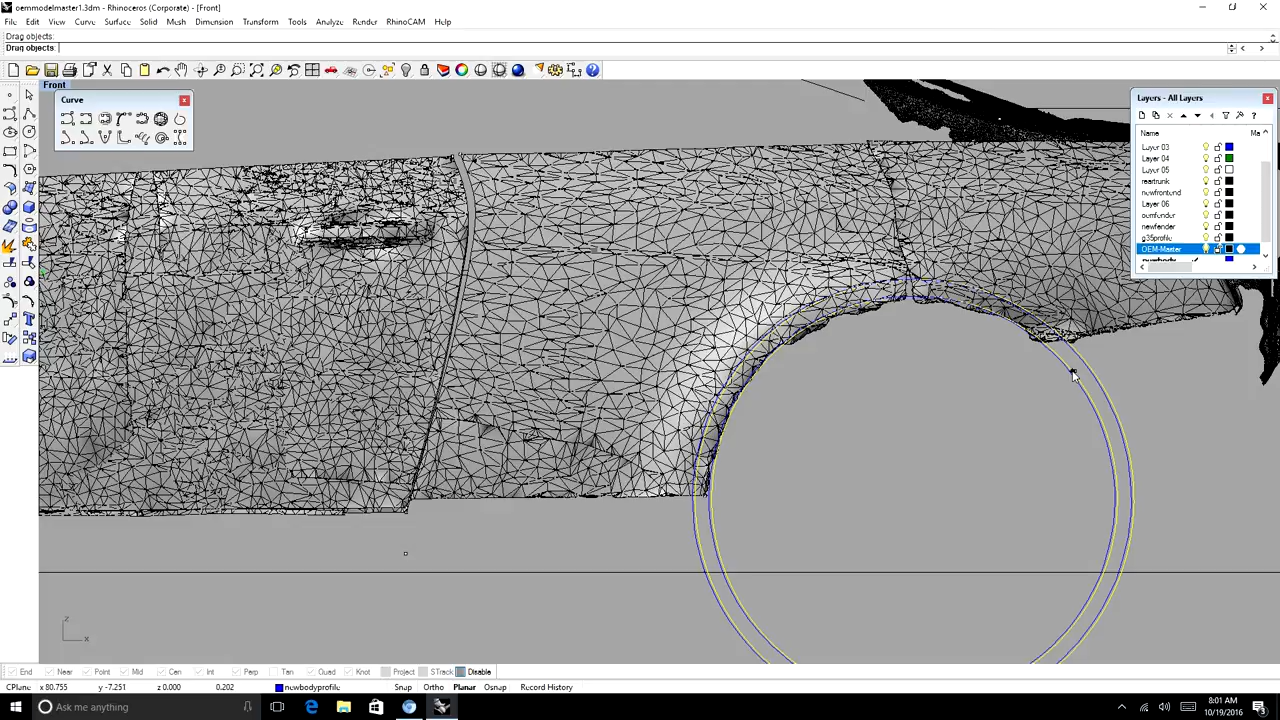 oemmodelmaster1.3dm - Rhinoceros (Corporate) - [Front]
File Edit View Curve Surface Solid Mesh Dimension Transform Tools Analyze Render RhinoCAM Help
Drag objects:
Drag objects:
Front
Curve
Layers - All Layers
Name Ma
Layer 03
Layer 04
Layer 05
reartrunk
newfrontend
Layer 06
oemfender
newfender
g35profile
OEM-Master
z
x
End Near Point Mid Cen Int Perp Tan Quad Knot Project STrack Disable
CPlane x 80.755 y -7.251 z 0.000 0.202 newbodyprofile Snap Ortho Planar Osnap Record History
Ask me anything
8:01 AM
10/19/2016